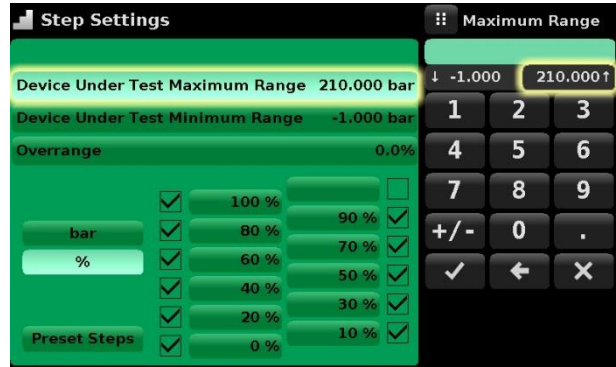 Step Settings
Maximum Range
Device Under Test Maximum Range 210.000 bar
Device Under Test Minimum Range -1.000 bar
Overrange 0.0%
↓ -1.000 210.000↑
1 2 3
4 5 6
7 8 9
+/- 0 .
100 %
90 %
bar
80 %
70 %
%
60 %
50 %
40 %
30 %
20 %
10 %
Preset Steps
0 %